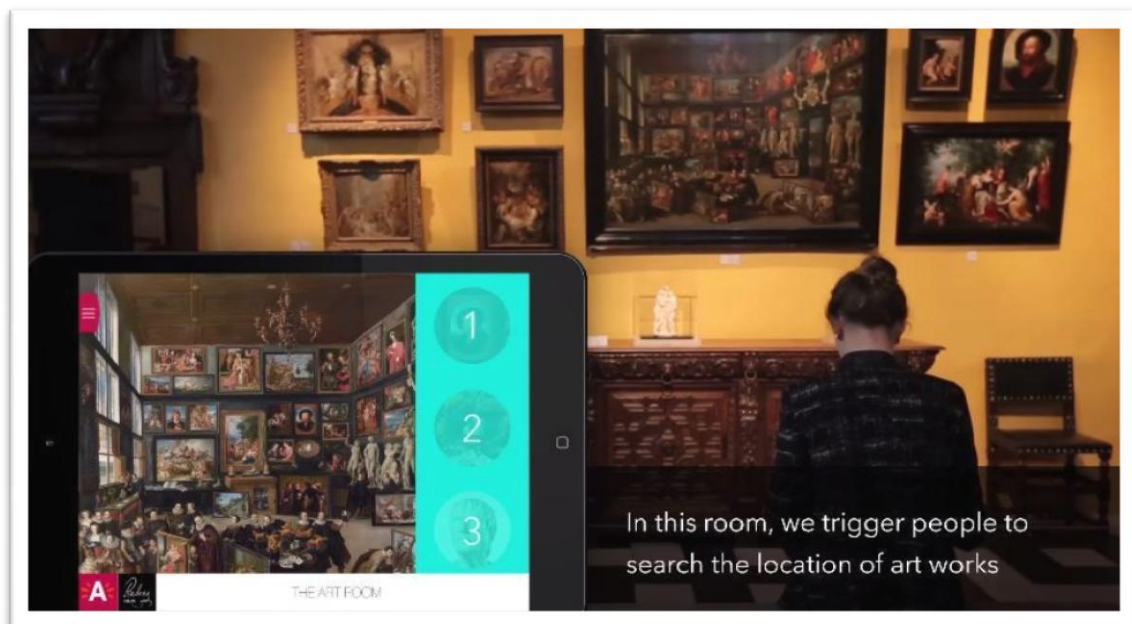 1
2
3
A
THE ART ROOM
In this room, we trigger people to
search the location of art works